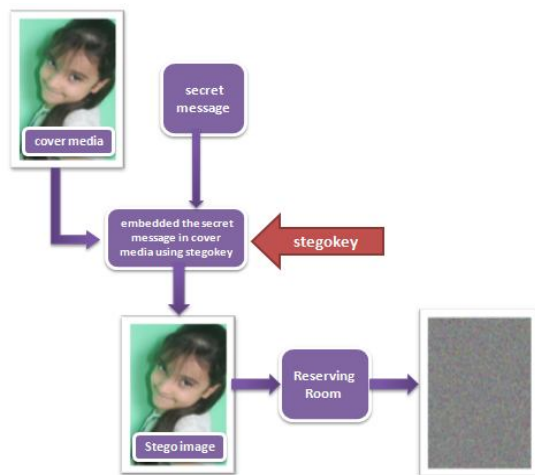 cover media
secret
message
embedded the secret
message in cover
media using stegokey
stegokey
Stego image
Reserving
Room